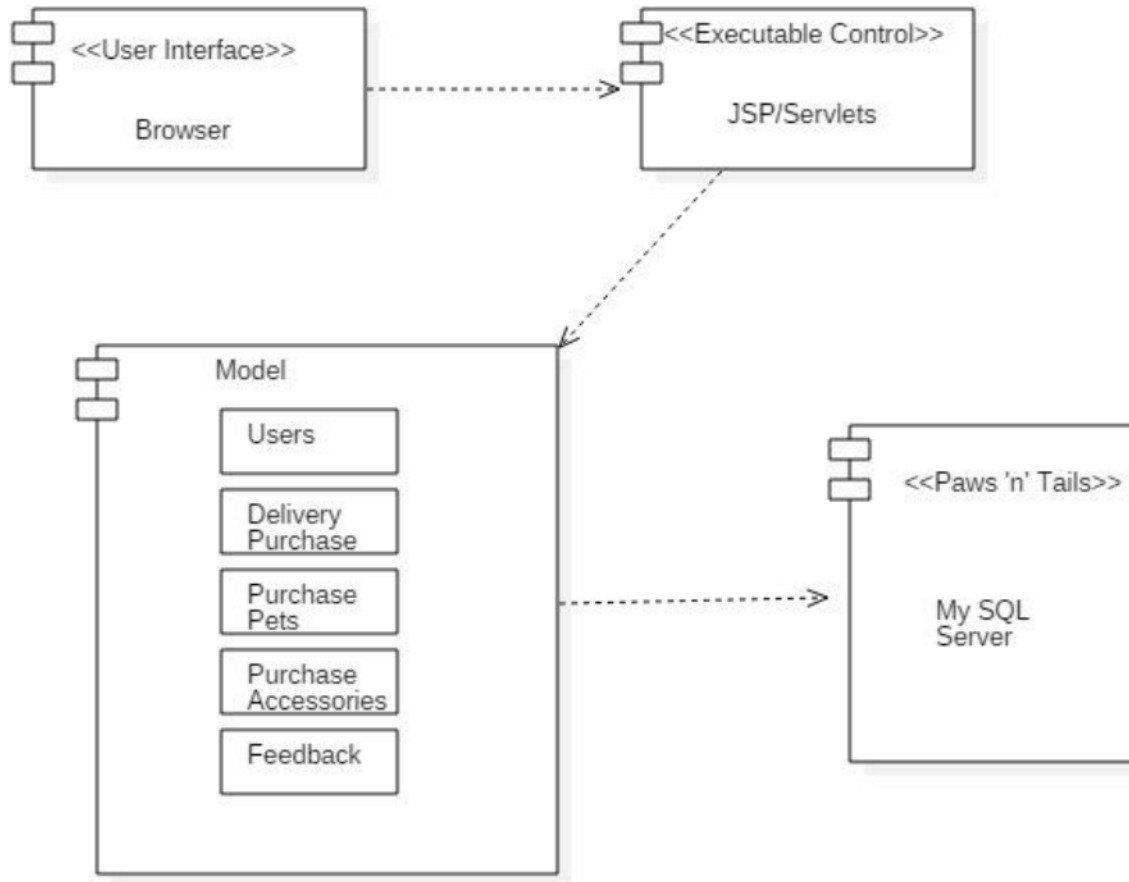 <<User Interface>>
Browser
<<Executable Control>>
JSP/Servlets
Model
Users
Delivery
Purchase
Purchase
Pets
Purchase
Accessories
Feedback
<<Paws 'n' Tails>>
My SQL
Server